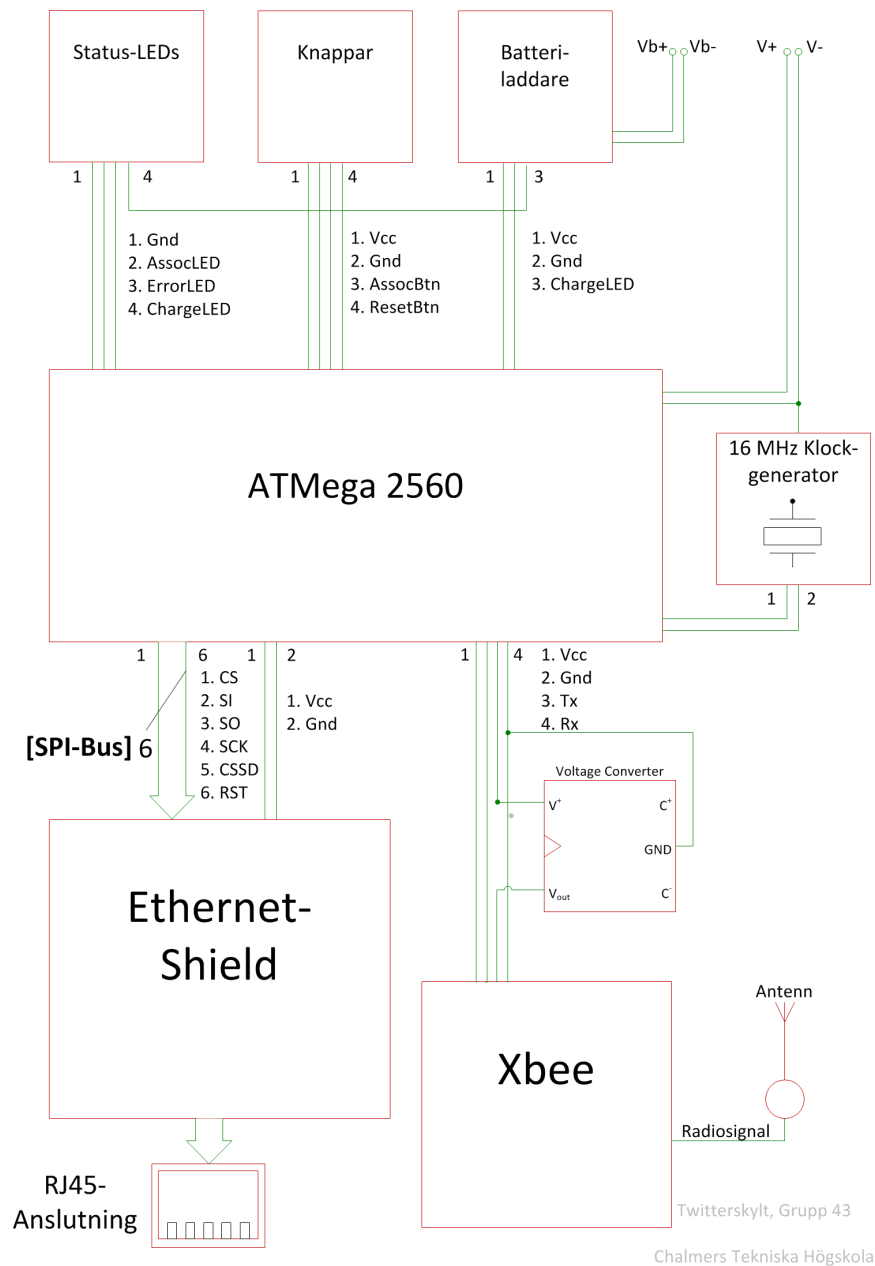 Status-LEDs
Knappar
Batteri-
laddare
Vb+
Vb-
V+
V-
1
4
1
4
1
3
1. Gnd
2. AssocLED
3. ErrorLED
4. ChargeLED
1. Vcc
2. Gnd
3. AssocBtn
4. ResetBtn
1. Vcc
2. Gnd
3. ChargeLED
ATMega 2560
16 MHz Klock-
generator
1
2
1
6
1. CS
2. SI
3. SO
4. SCK
5. CSSD
6. RST
[SPI-Bus] 6
1
2
1. Vcc
2. Gnd
1
4
1. Vcc
2. Gnd
3. Tx
4. Rx
Voltage Converter
V+
C+
GND
Vout
C-
Ethernet-
Shield
Xbee
Antenn
Radiosignal
RJ45-
Anslutning
Twitterskylt, Grupp 43
Chalmers Tekniska Högskola